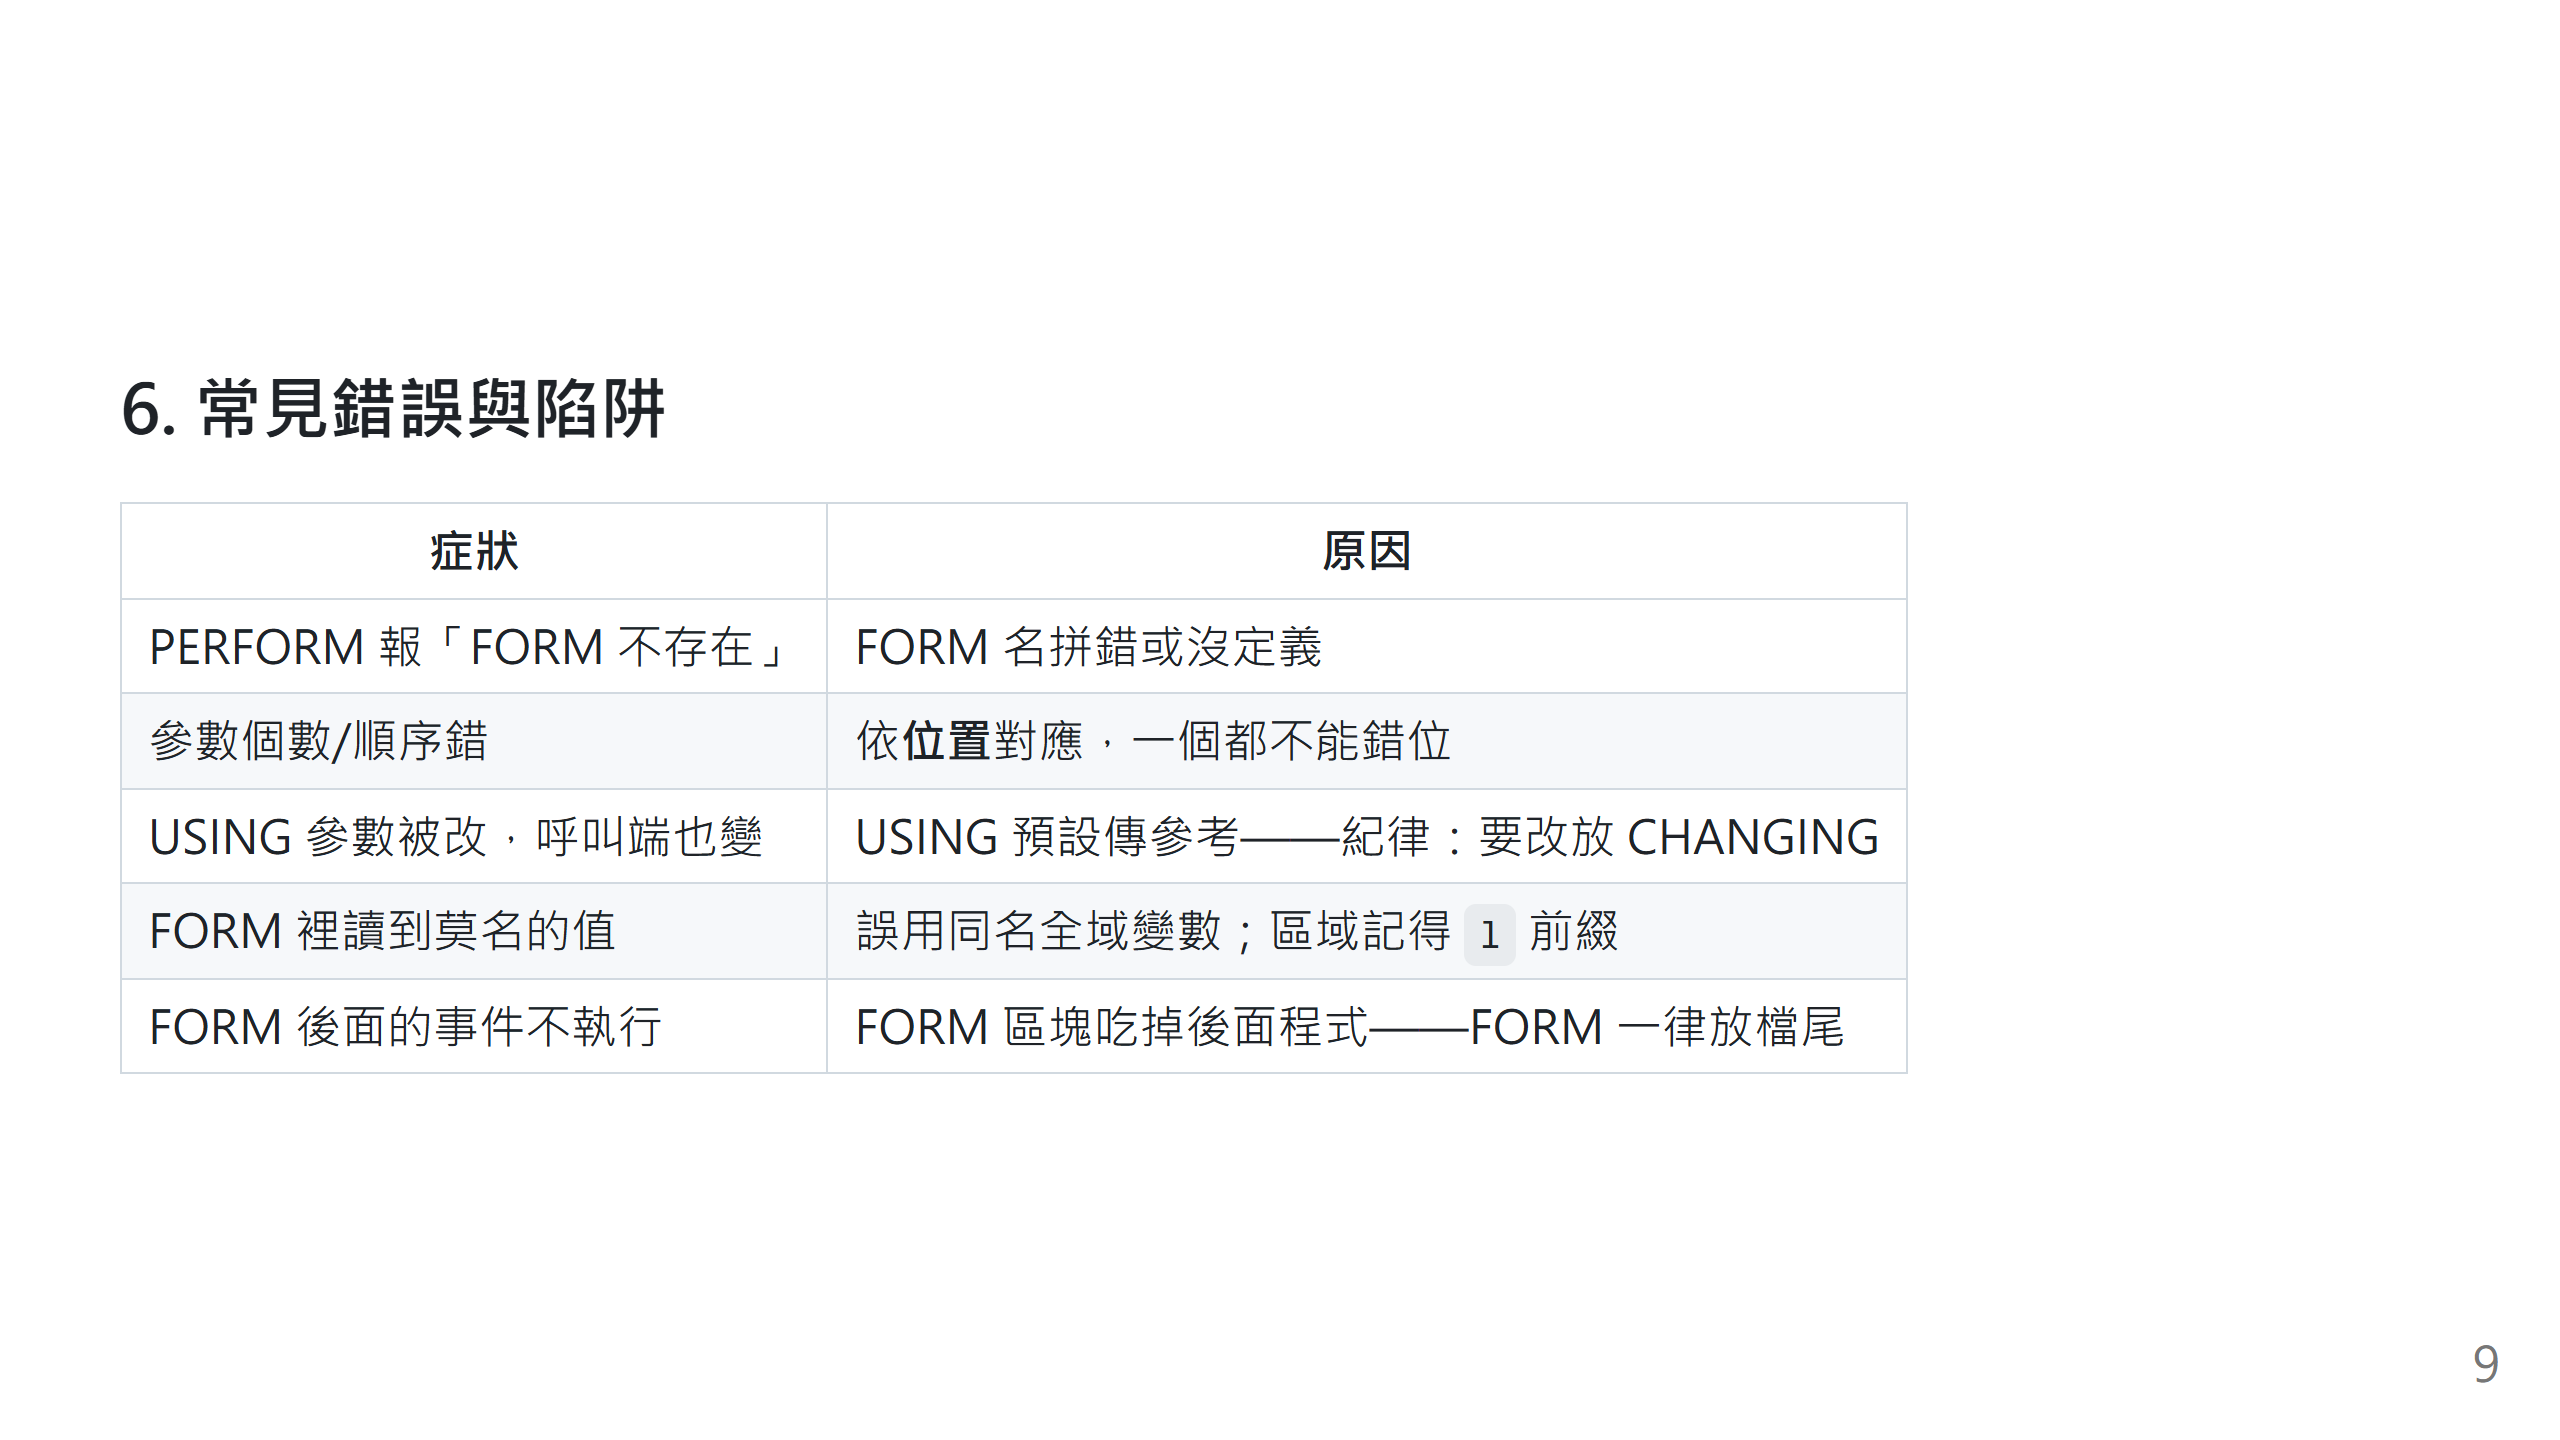 6. 常見錯誤與陷阱
症狀 原因
PERFORM 報「FORM 不存在」 FORM 名拼錯或沒定義
參數個數/順序錯 依位置對應，一個都不能錯位
USING 參數被改，呼叫端也變 USING 預設傳參考——紀律：要改放 CHANGING
FORM 裡讀到莫名的值 誤用同名全域變數；區域記得 l 前綴
FORM 後面的事件不執行 FORM 區塊吃掉後面程式——FORM 一律放檔尾
9